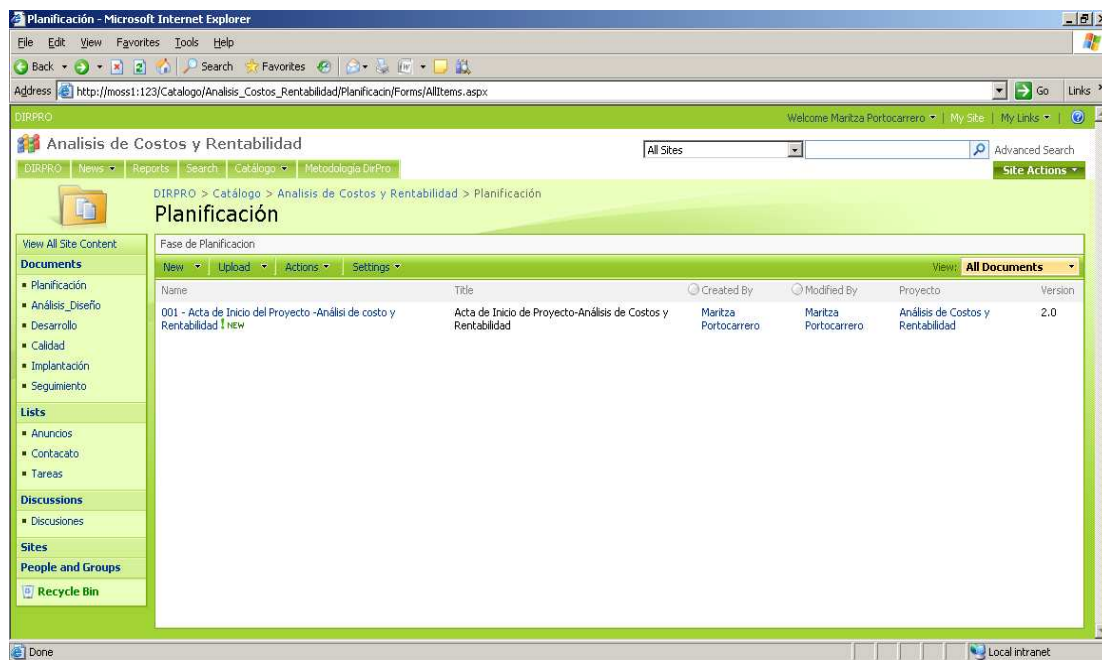 Planificación - Microsoft Internet Explorer
File Edit View Favorites Tools Help
Back Search Favorites
Address http://moss1:123/Catalogo/Analisis_Costos_Rentabilidad/Planificacin/Forms/AllItems.aspx Go Links
DIRPRO Welcome Maritza Portocarrero | My Site | My Links |
Analisis de Costos y Rentabilidad All Sites Advanced Search
DIRPRO News Reports Search Catálogo Metodología DirPro Site Actions
DIRPRO > Catálogo > Analisis de Costos y Rentabilidad > Planificación
Planificación
View All Site Content
Documents
Planificación
Análisis_Diseño
Desarrollo
Calidad
Implantación
Seguimiento
Lists
Anuncios
Contacato
Tareas
Discussions
Discusiones
Sites
People and Groups
Recycle Bin
Fase de Planificacion
New Upload Actions Settings View: All Documents
Name Title Created By Modified By Proyecto Version
001 - Acta de Inicio del Proyecto -Análisi de costo y Acta de Inicio de Proyecto-Análisis de Costos y Maritza Maritza Análisis de Costos y 2.0
Rentabilidad ! NEW Rentabilidad Portocarrero Portocarrero Rentabilidad
Done Local intranet